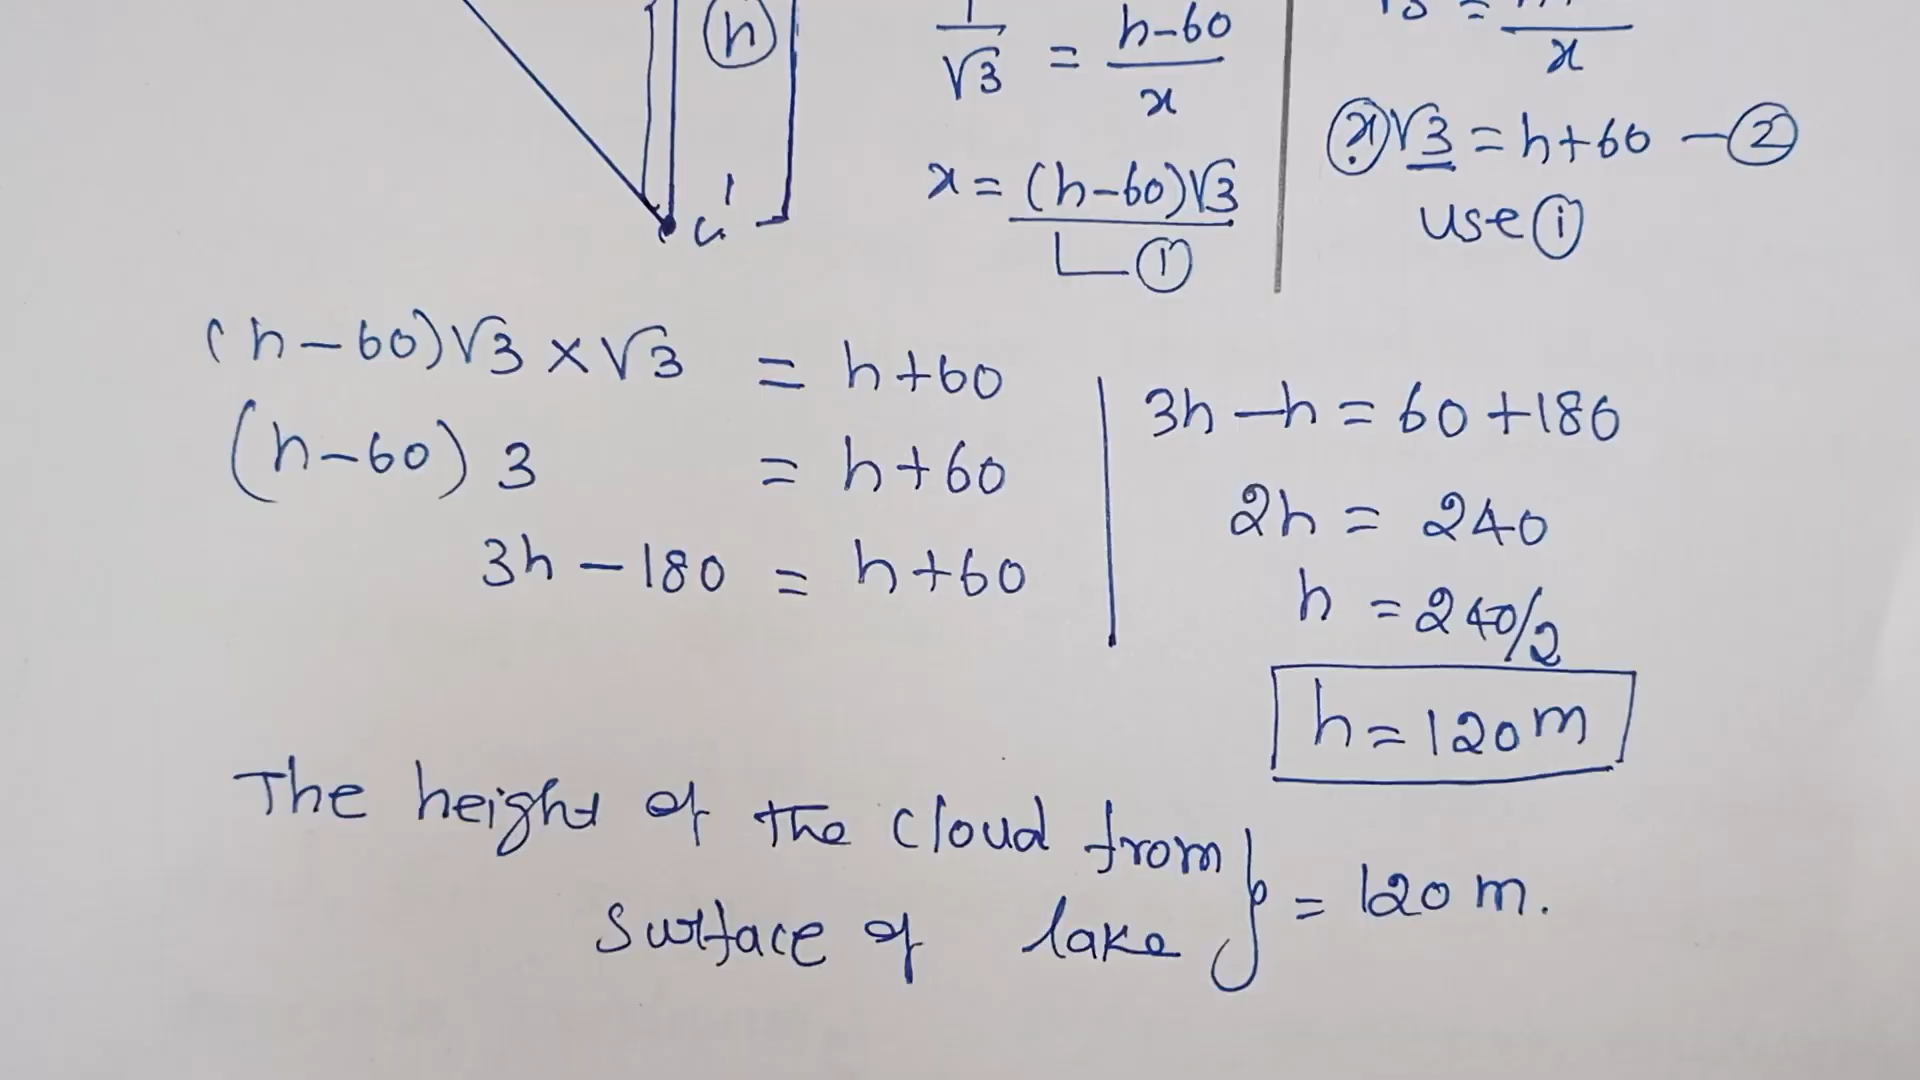 h
1/√3 = h-60/x
x = (h-60)√3
①
x
x√3 = h+60 - ②
use ①
(h-60)√3 × √3 = h+60
(h-60) 3 = h+60
3h - 180 = h+60
3h - h = 60 + 180
2h = 240
h = 240/2
h = 120 m
The height of the cloud from
surface of lake } = 120 m.